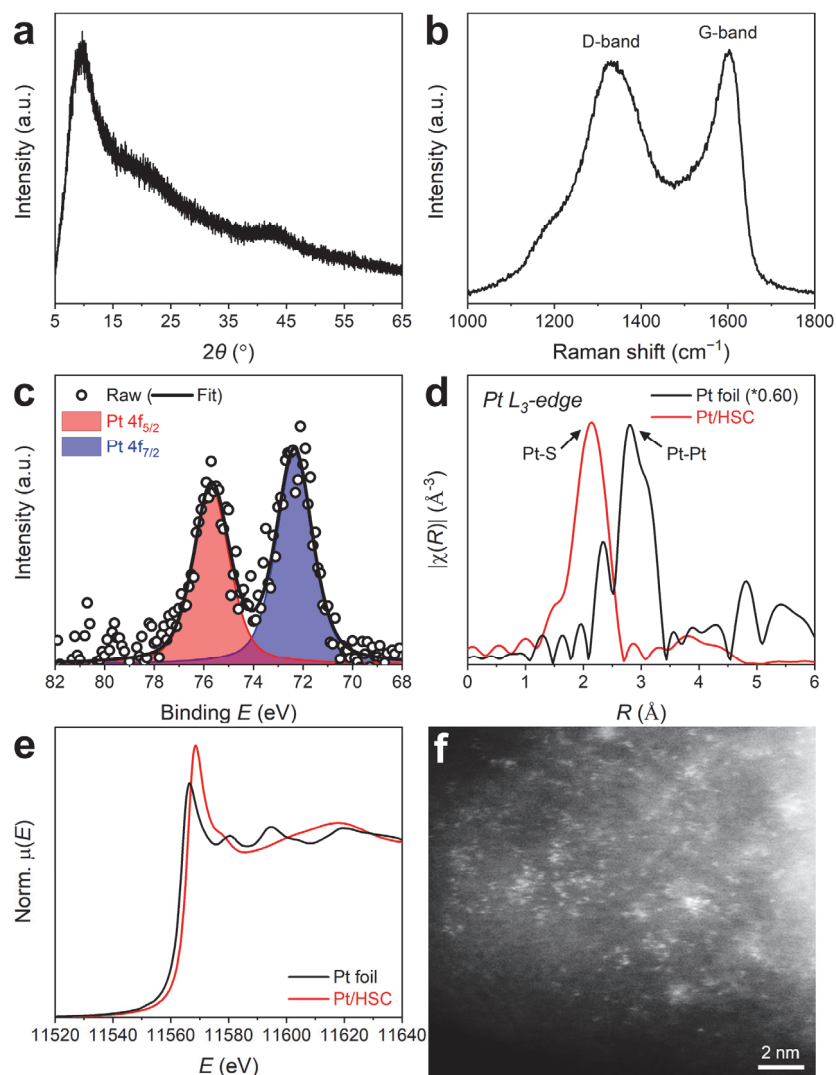 a
Intensity (a.u.)
5 15 25 35 45 55 65
2θ (°)
b
D-band
G-band
Intensity (a.u.)
1000 1200 1400 1600 1800
Raman shift (cm⁻¹)
c
Raw (—Fit)
Pt 4f₅/₂
Pt 4f₇/₂
Intensity (a.u.)
82 80 78 76 74 72 70 68
Binding E (eV)
d
Pt L₃-edge
Pt foil (*0.60)
Pt/HSC
Pt-S
Pt-Pt
|χ(R)| (Å⁻³)
0 1 2 3 4 5 6
R (Å)
e
Norm. μ(E)
Pt foil
Pt/HSC
11520 11540 11560 11580 11600 11620 11640
E (eV)
f
2 nm